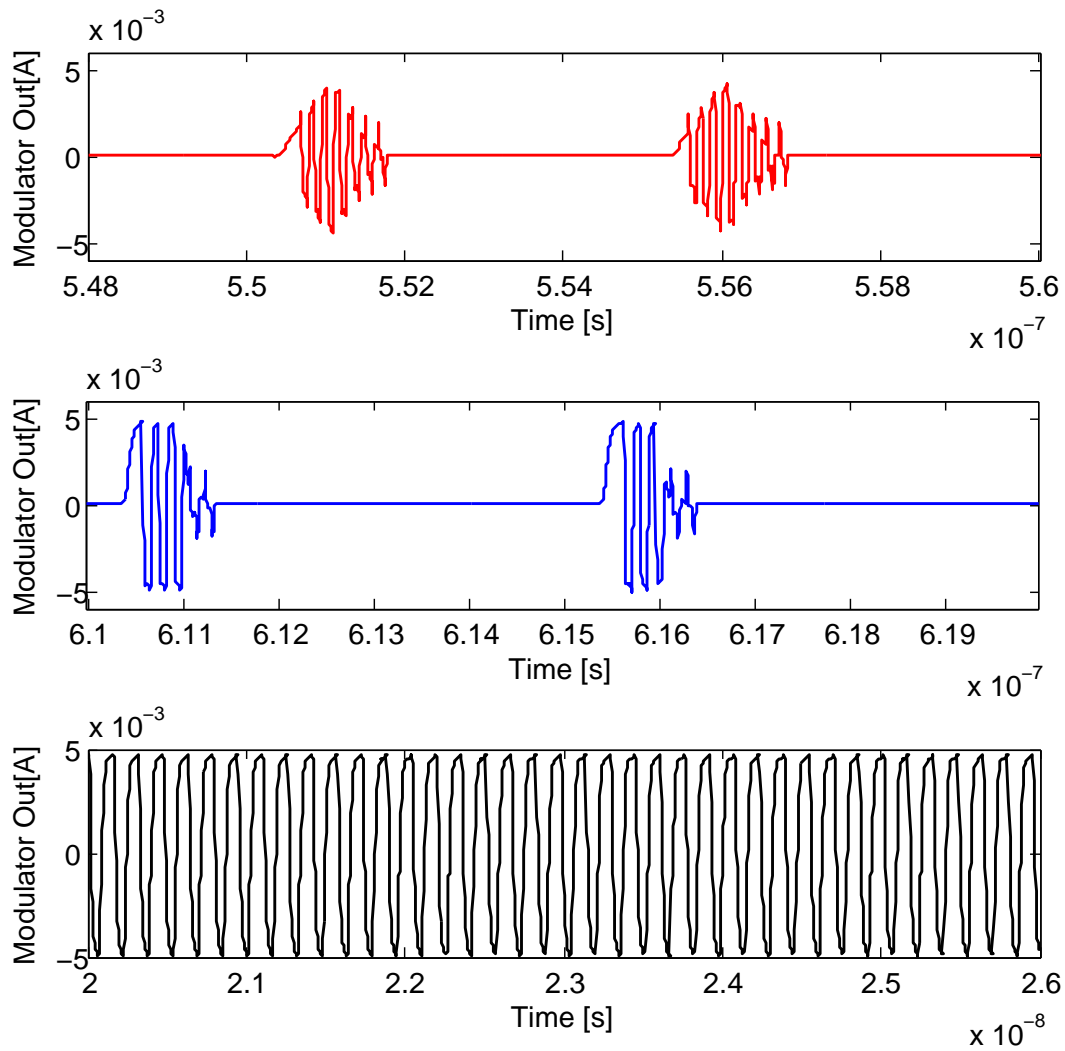 x 10−3
Modulator Out[A]
5
0
−5
5.48 5.5 5.52 5.54 5.56 5.58 5.6
Time [s]
x 10−7
x 10−3
Modulator Out[A]
5
0
−5
6.1 6.11 6.12 6.13 6.14 6.15 6.16 6.17 6.18 6.19
Time [s]
x 10−7
x 10−3
Modulator Out[A]
5
0
−5
2 2.1 2.2 2.3 2.4 2.5 2.6
Time [s]
x 10−8